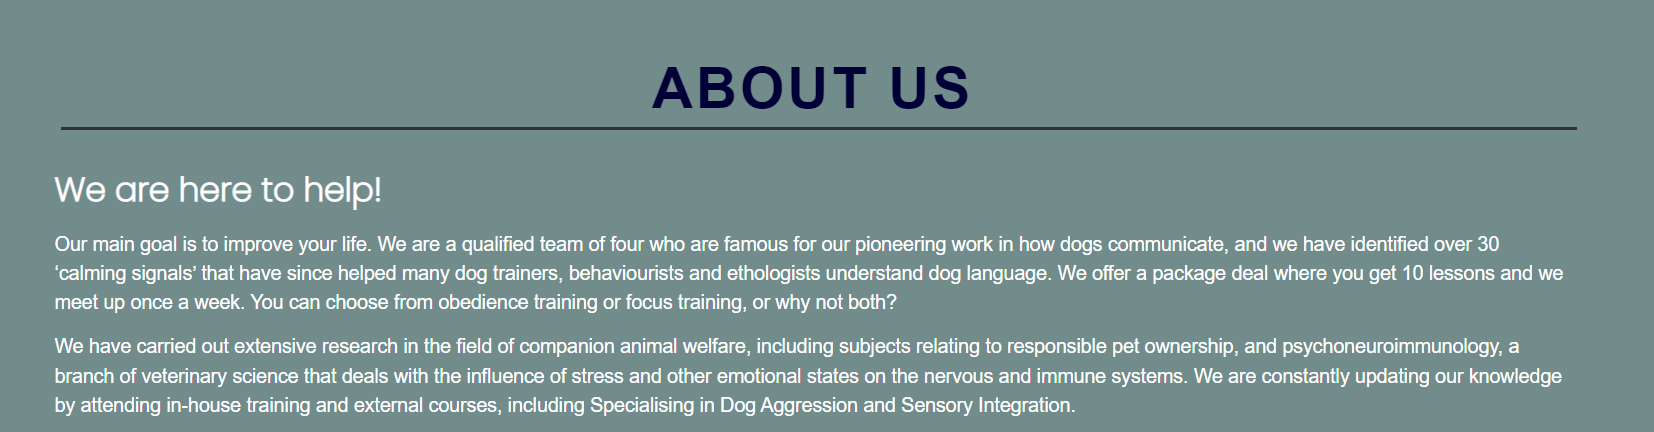 ABOUT US
We are here to help!
Our main goal is to improve your life. We are a qualified team of four who are famous for our pioneering work in how dogs communicate, and we have identified over 30
‘calming signals’ that have since helped many dog trainers, behaviourists and ethologists understand dog language. We offer a package deal where you get 10 lessons and we
meet up once a week. You can choose from obedience training or focus training, or why not both?
We have carried out extensive research in the field of companion animal welfare, including subjects relating to responsible pet ownership, and psychoneuroimmunology, a
branch of veterinary science that deals with the influence of stress and other emotional states on the nervous and immune systems. We are constantly updating our knowledge
by attending in-house training and external courses, including Specialising in Dog Aggression and Sensory Integration.